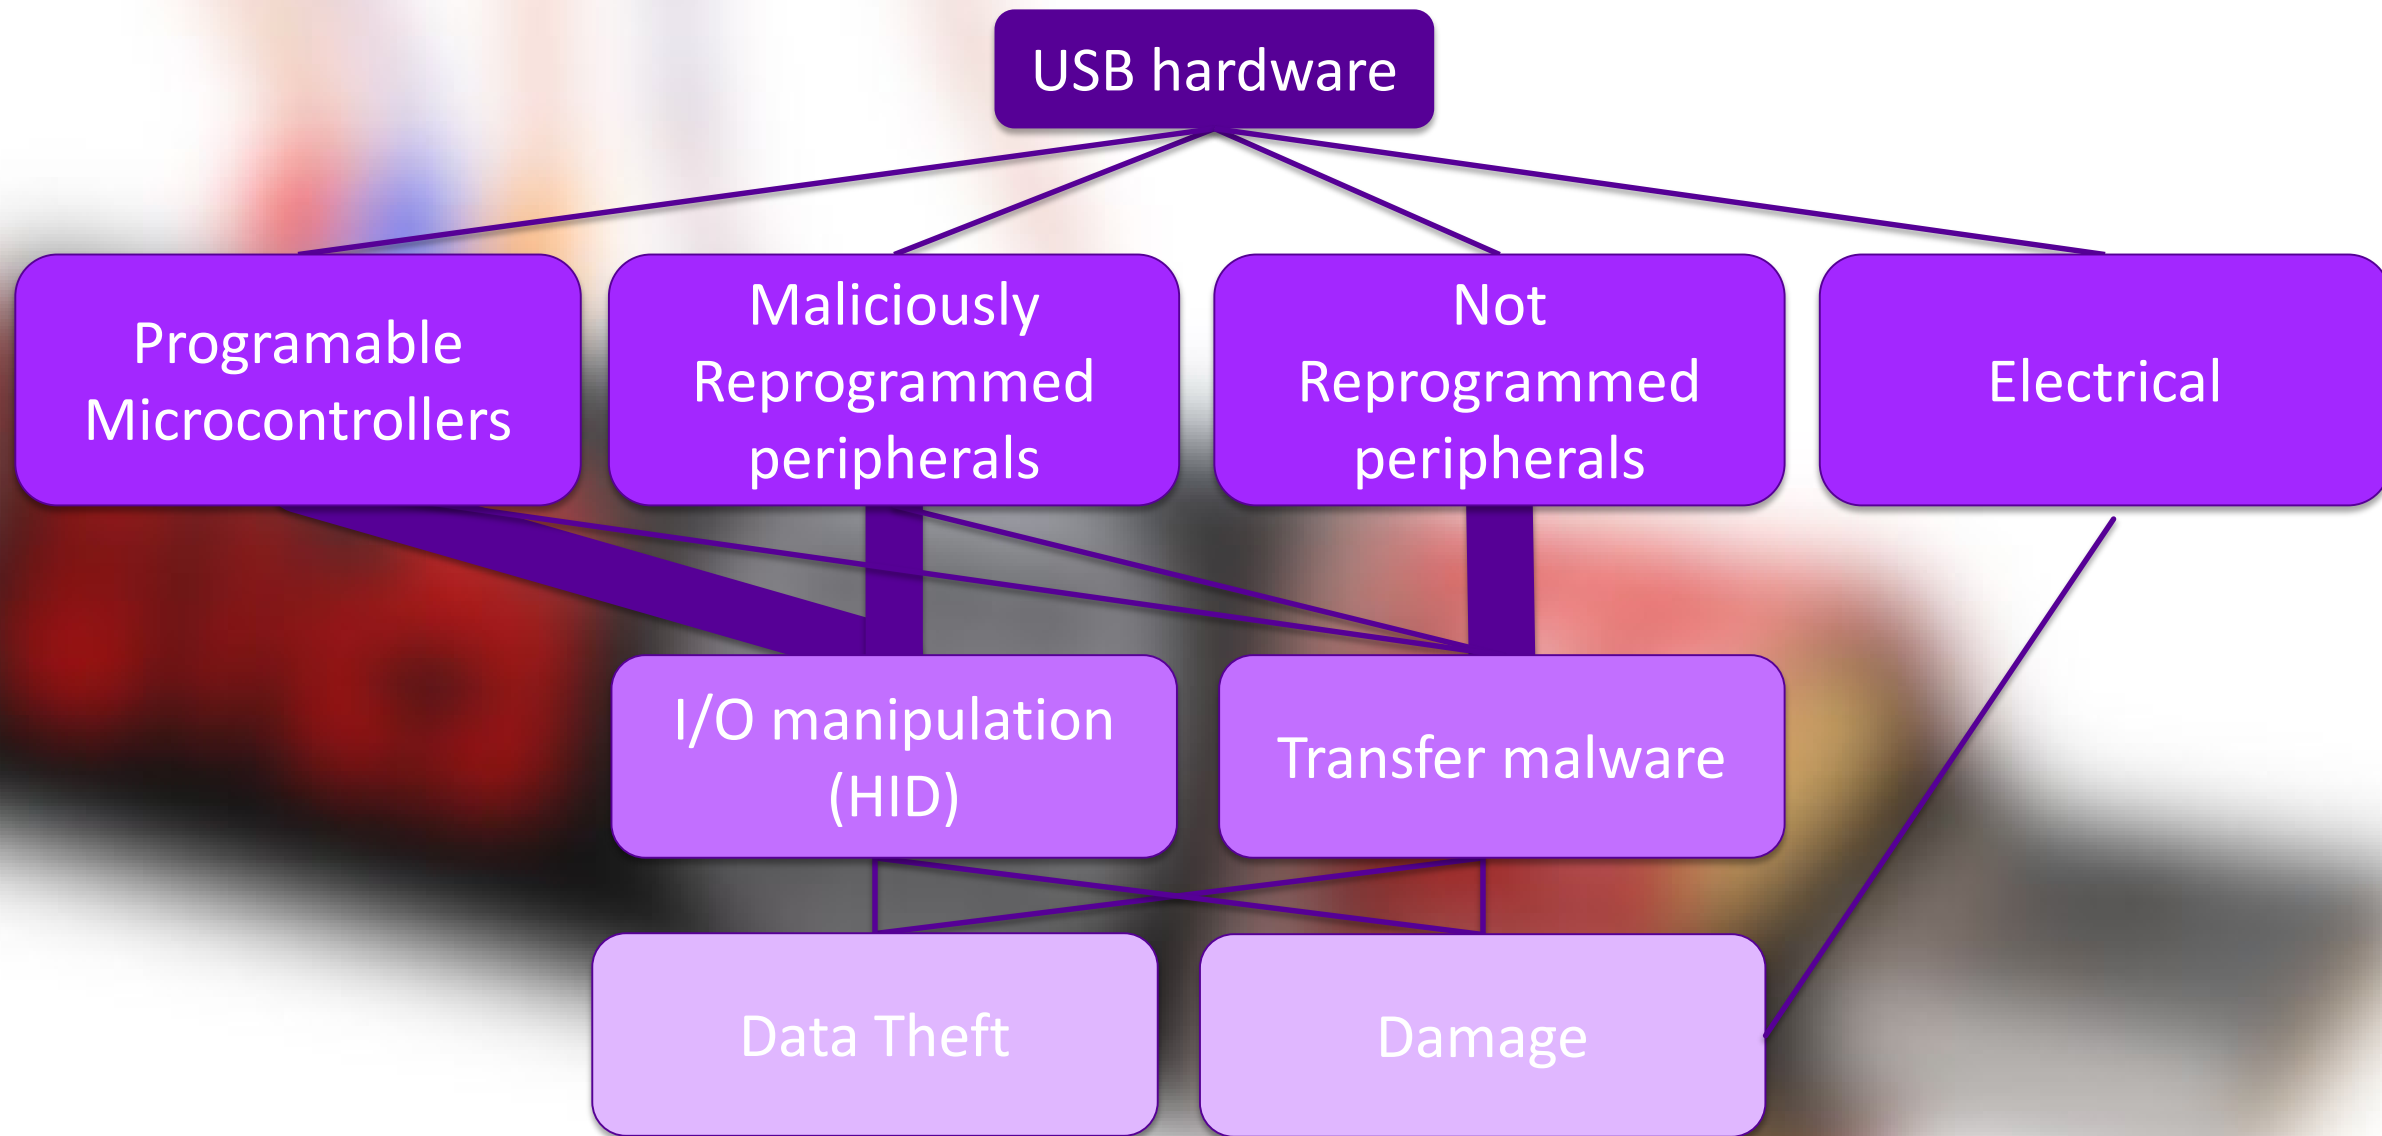 USB hardware
Programable
Microcontrollers
Maliciously
Reprogrammed
peripherals
Not
Reprogrammed
peripherals
Electrical
I/O manipulation
(HID)
Transfer malware
Data Theft
Damage